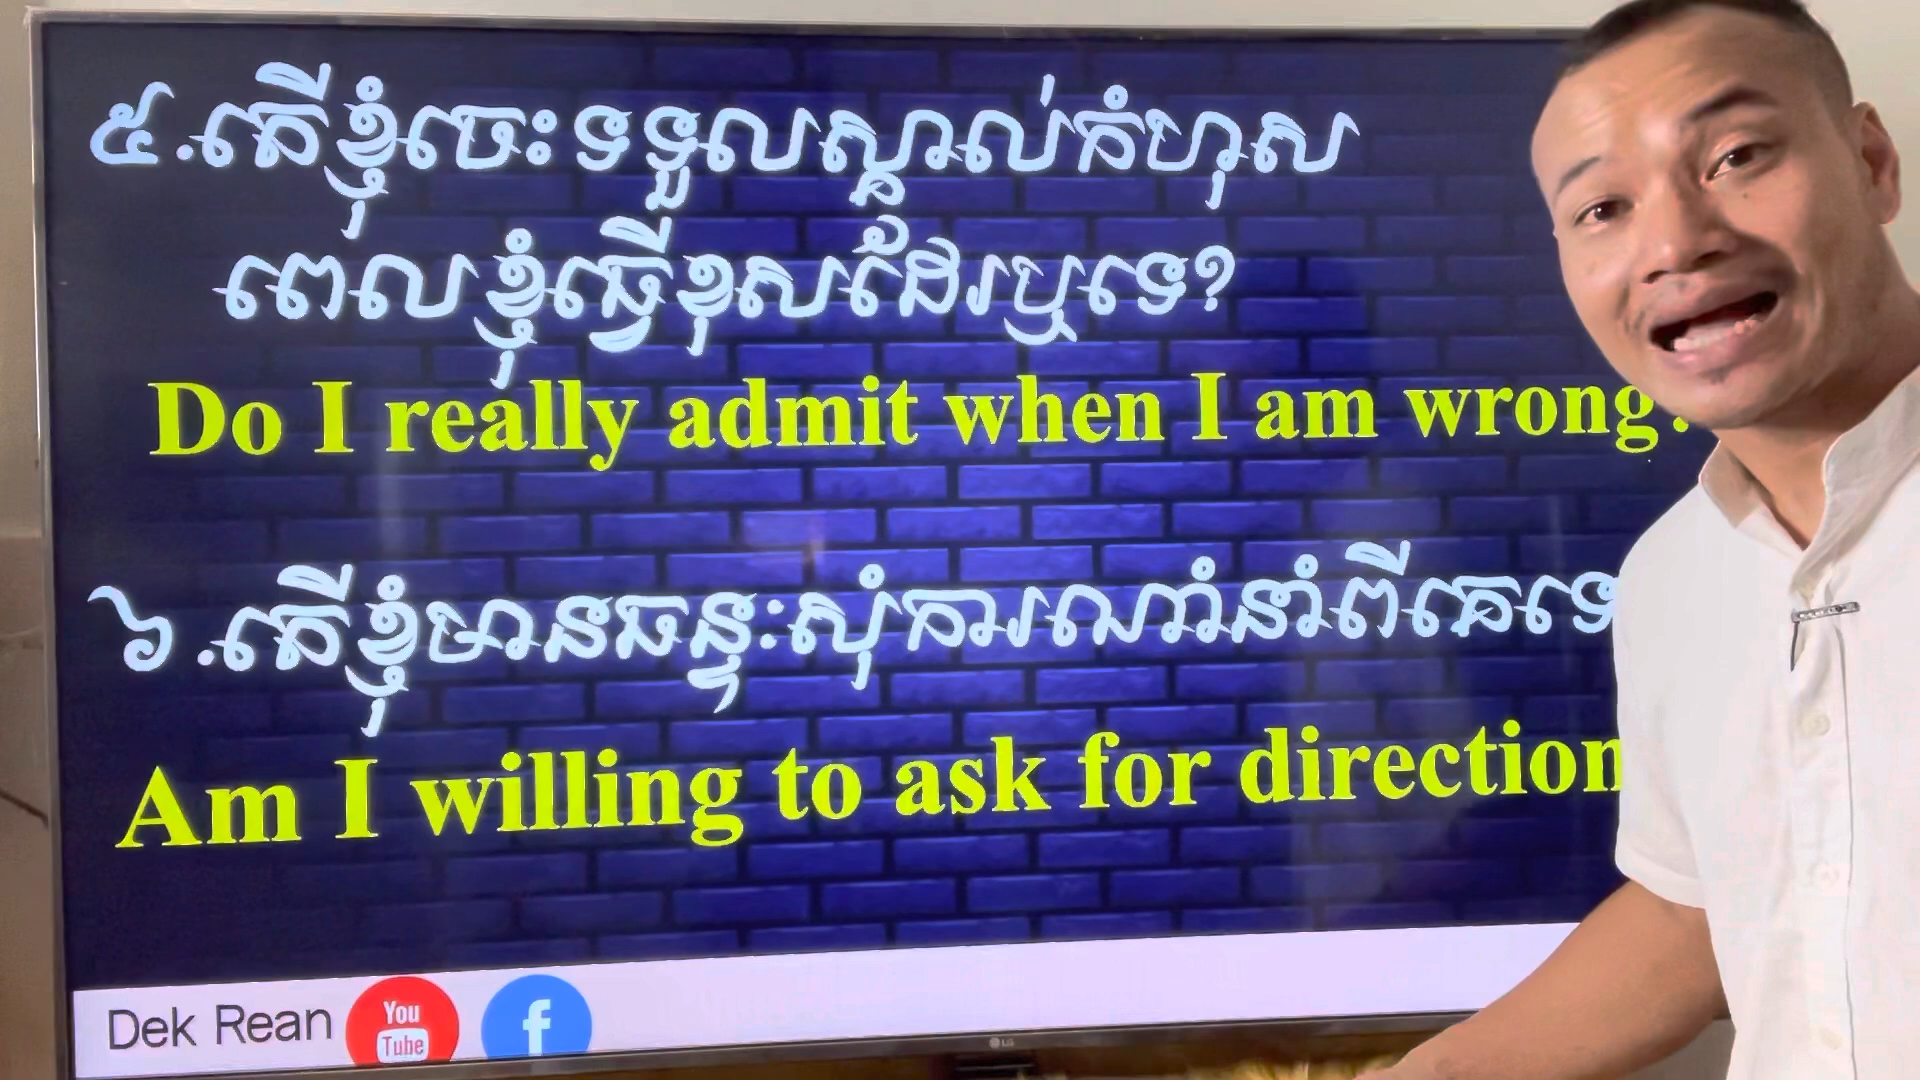 ៥.តើខ្ញុំចេះទទួលស្គាល់កំហុស
ពេលខ្ញុំធ្វើខុសដែរឬទេ?
Do I really admit when I am wrong?
៦.តើខ្ញុំមានឆន្ទៈសុំការណែនាំពីគេទេ
Am I willing to ask for direction
Dek Rean
You
Tube
f
LG